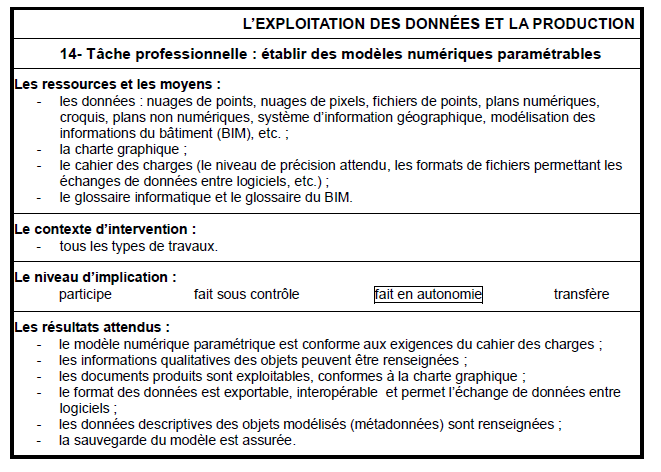 L'EXPLOITATION DES DONNÉES ET LA PRODUCTION
14- Tâche professionnelle : établir des modèles numériques paramétrables
Les ressources et les moyens :
- les données : nuages de points, nuages de pixels, fichiers de points, plans numériques,
croquis, plans non numériques, système d'information géographique, modélisation des
informations du bâtiment (BIM), etc. ;
- la charte graphique ;
- le cahier des charges (le niveau de précision attendu, les formats de fichiers permettant les
échanges de données entre logiciels, etc.) ;
- le glossaire informatique et le glossaire du BIM.
Le contexte d'intervention :
- tous les types de travaux.
Le niveau d'implication :
participe fait sous contrôle fait en autonomie transfère
Les résultats attendus :
- le modèle numérique paramétrique est conforme aux exigences du cahier des charges ;
- les informations qualitatives des objets peuvent être renseignées ;
- les documents produits sont exploitables, conformes à la charte graphique ;
- le format des données est exportable, interopérable et permet l'échange de données entre
logiciels ;
- les données descriptives des objets modélisés (métadonnées) sont renseignées ;
- la sauvegarde du modèle est assurée.